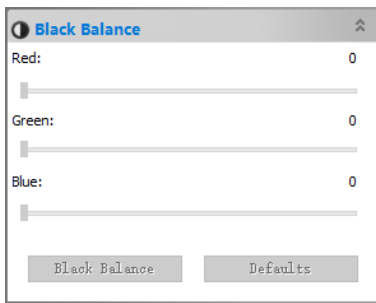 Black Balance
Red: 0
Green: 0
Blue: 0
Black Balance Defaults